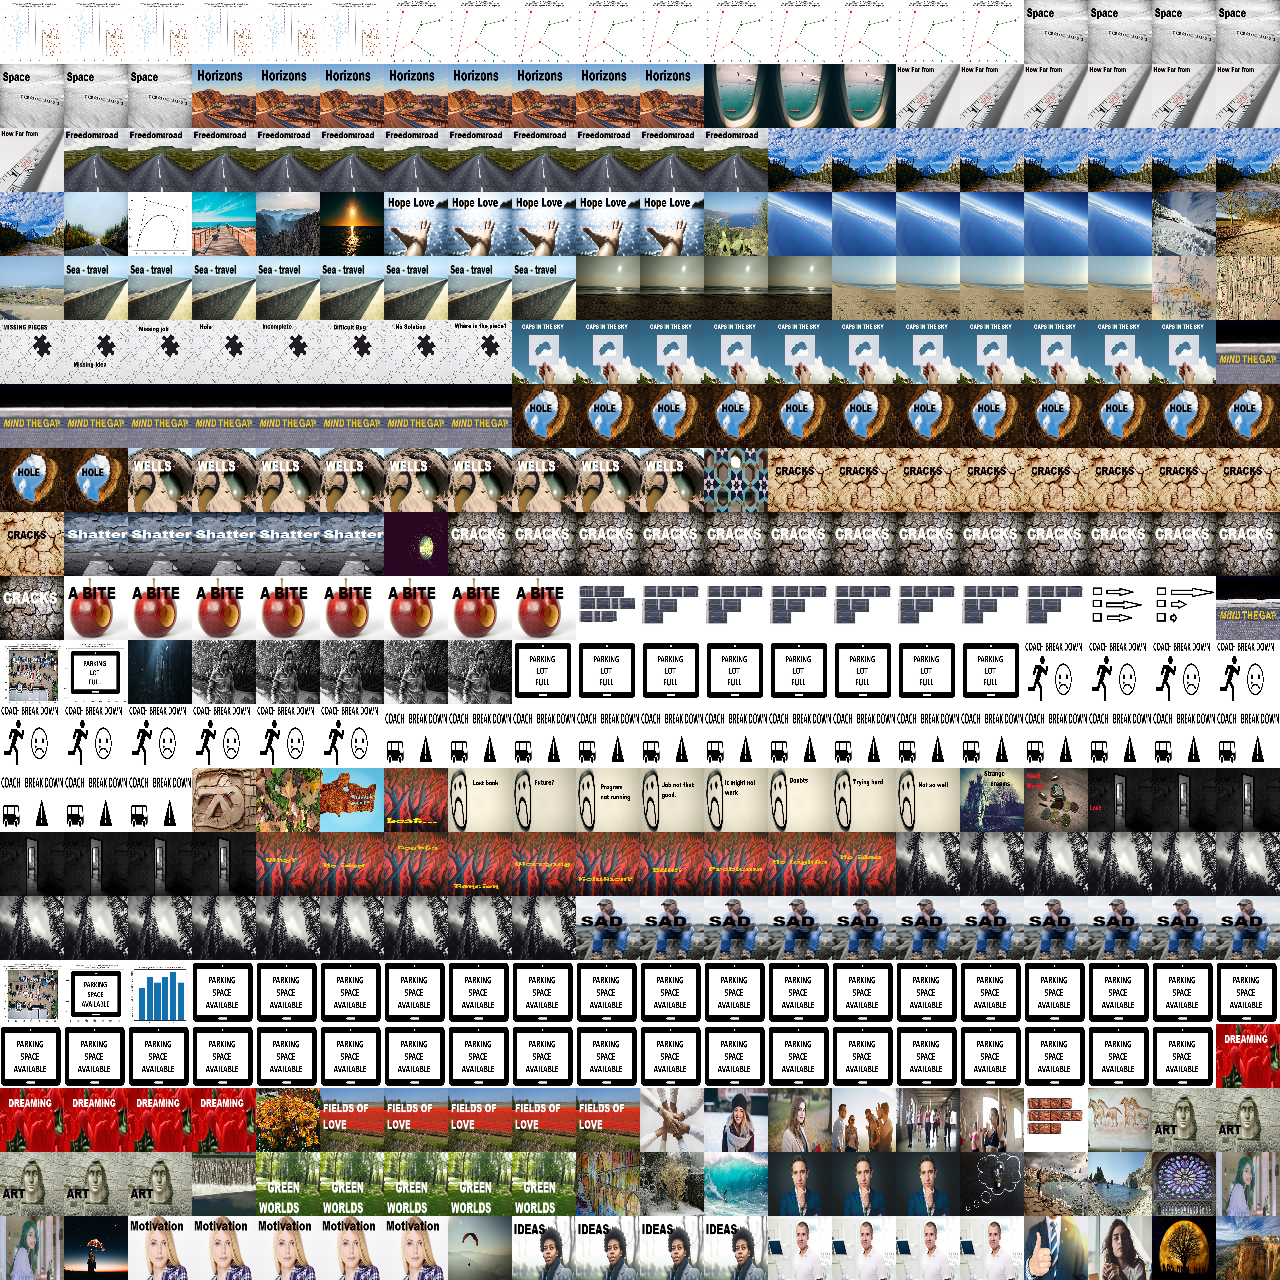 Space Space Space Space
Space Space Space Horizons Horizons Horizons Horizons Horizons Horizons Horizons Horizons How Far from How Far from How Far from How Far from How Far from How Far from
How Far from Freedomroad Freedomroad Freedomroad Freedomroad Freedomroad Freedomroad Freedomroad Freedomroad Freedomroad Freedomroad Freedomroad
Hope Love Hope Love Hope Love Hope Love Hope Love
Sea - travel Sea - travel Sea - travel Sea - travel Sea - travel Sea - travel Sea - travel Sea - travel
MISSING PIECES Missing job Hole Incomplete Difficult Bug No Solution Where is the piece? CAPS IN THE SKY CAPS IN THE SKY CAPS IN THE SKY CAPS IN THE SKY CAPS IN THE SKY CAPS IN THE SKY CAPS IN THE SKY CAPS IN THE SKY CAPS IN THE SKY CAPS IN THE SKY CAPS IN THE SKY MIND THE GAP
Missing
MIND THE GAP MIND THE GAP MIND THE GAP MIND THE GAP MIND THE GAP MIND THE GAP MIND THE GAP MIND THE GAP HOLE HOLE HOLE HOLE HOLE HOLE HOLE HOLE HOLE HOLE HOLE HOLE
HOLE HOLE WELLS WELLS WELLS WELLS WELLS WELLS WELLS WELLS WELLS CRACKS CRACKS CRACKS CRACKS CRACKS CRACKS CRACKS CRACKS
CRACKS Shatter Shatter Shatter Shatter Shatter CRACKS CRACKS CRACKS CRACKS CRACKS CRACKS CRACKS CRACKS CRACKS CRACKS CRACKS CRACKS CRACKS
CRACKS A BITE A BITE A BITE A BITE A BITE A BITE A BITE A BITE MIND THE GAP
COACH BREAK DOWN COACH BREAK DOWN COACH BREAK DOWN COACH BREAK DOWN
PARKING PARKING PARKING PARKING PARKING PARKING PARKING PARKING PARKING
LOT LOT LOT LOT LOT LOT LOT LOT LOT
FULL FULL FULL FULL FULL FULL FULL FULL FULL
COACH BREAK DOWN COACH BREAK DOWN COACH BREAK DOWN COACH BREAK DOWN COACH BREAK DOWN COACH BREAK DOWN COACH BREAK DOWN COACH BREAK DOWN COACH BREAK DOWN COACH BREAK DOWN COACH BREAK DOWN COACH BREAK DOWN COACH BREAK DOWN COACH BREAK DOWN COACH BREAK DOWN COACH BREAK DOWN COACH BREAK DOWN COACH BREAK DOWN COACH BREAK DOWN COACH BREAK DOWN
COACH BREAK DOWN COACH BREAK DOWN COACH BREAK DOWN
Lost...
Lost book
Future?
Program
not running
Job not that
good.
It might not
work
Doubts
Trying hard
Not so well
Strange
dreams
Love
Solution?
Problems
No ideas
SAD SAD SAD SAD SAD SAD SAD SAD SAD SAD SAD
PARKING PARKING PARKING PARKING PARKING PARKING PARKING PARKING PARKING PARKING PARKING PARKING PARKING PARKING PARKING PARKING PARKING PARKING
SPACE SPACE SPACE SPACE SPACE SPACE SPACE SPACE SPACE SPACE SPACE SPACE SPACE SPACE SPACE SPACE SPACE SPACE
AVAILABLE AVAILABLE AVAILABLE AVAILABLE AVAILABLE AVAILABLE AVAILABLE AVAILABLE AVAILABLE AVAILABLE AVAILABLE AVAILABLE AVAILABLE AVAILABLE AVAILABLE AVAILABLE AVAILABLE AVAILABLE
PARKING PARKING PARKING PARKING PARKING PARKING PARKING PARKING PARKING PARKING PARKING PARKING PARKING PARKING PARKING PARKING PARKING PARKING PARKING DREAMING
SPACE SPACE SPACE SPACE SPACE SPACE SPACE SPACE SPACE SPACE SPACE SPACE SPACE SPACE SPACE SPACE SPACE SPACE SPACE
AVAILABLE AVAILABLE AVAILABLE AVAILABLE AVAILABLE AVAILABLE AVAILABLE AVAILABLE AVAILABLE AVAILABLE AVAILABLE AVAILABLE AVAILABLE AVAILABLE AVAILABLE AVAILABLE AVAILABLE AVAILABLE AVAILABLE
DREAMING DREAMING DREAMING DREAMING FIELDS OF FIELDS OF FIELDS OF FIELDS OF FIELDS OF
LOVE LOVE LOVE LOVE LOVE ART ART
ART ART ART GREEN GREEN GREEN GREEN GREEN
WORLDS WORLDS WORLDS WORLDS WORLDS
Motivation Motivation Motivation Motivation Motivation IDEAS IDEAS IDEAS IDEAS